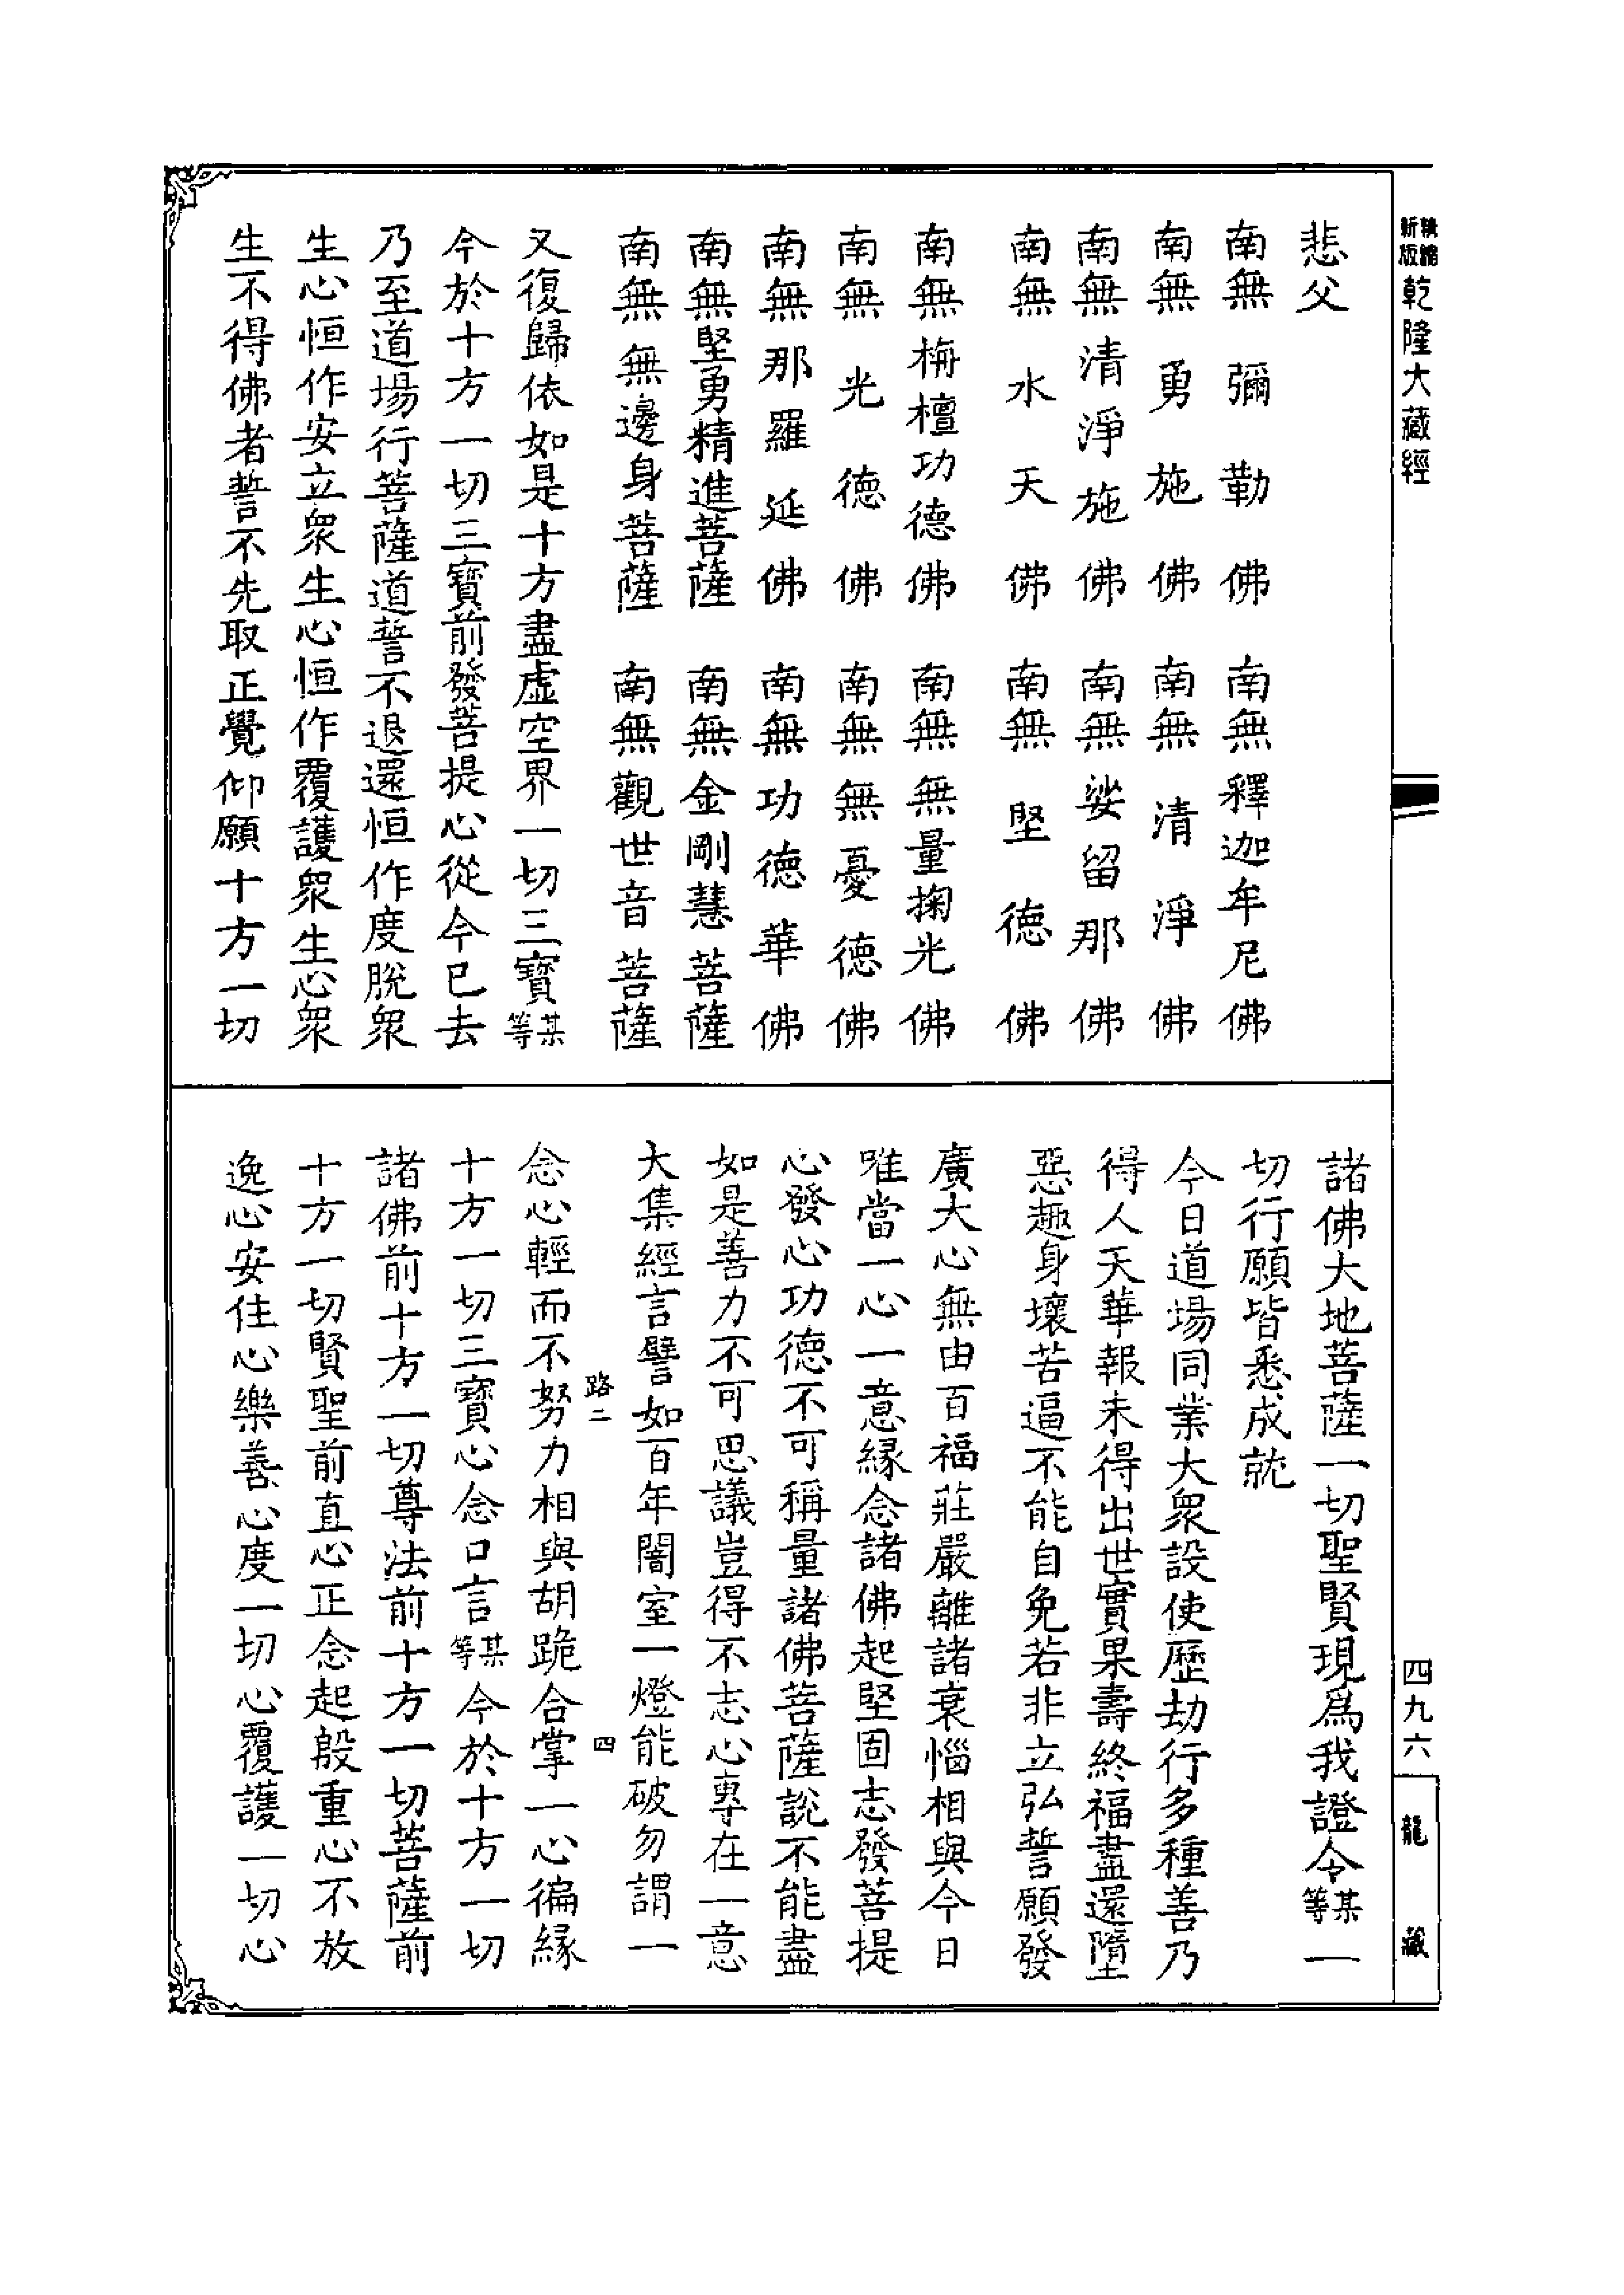 新版精縮乾隆大藏經
悲父
南無彌勒佛 南無釋迦牟尼佛
南無勇施佛 南無清淨佛
南無清淨施佛 南無娑留那佛
南無水天佛 南無堅德佛
南無栴檀功德佛 南無無量掬光佛
南無光德佛 南無無憂德佛
南無那羅延佛 南無功德華佛
南無堅勇精進菩薩 南無金剛慧菩薩
南無無邊身菩薩 南無觀世音菩薩
又復歸依如是十方盡虛空界一切三寶某等
今於十方一切三寶前發菩提心從今已去
乃至道場行菩薩道誓不退還恒作度脫眾
生心恒作安立眾生心恒作覆護眾生心眾
生不得佛者誓不先取正覺仰願十方一切
諸佛大地菩薩一切聖賢現為我證令某等一
切行願皆悉成就
今日道場同業大眾設使歷劫行多種善乃
得人天華報未得出世實果壽終福盡還墮
惡趣身壞苦逼不能自免若非立弘誓願發
廣大心無由百福莊嚴離諸衰惱相與今日
唯當一心一意緣念諸佛起堅固志發菩提
心發心功德不可稱量諸佛菩薩說不能盡
如是善力不可思議豈得不志心專在一意
大集經言譬如百年闇室一燈能破勿謂一
路二 四
念心輕而不努力相與胡跪合掌一心徧緣
十方一切三寶心念口言某等今於十方一切
諸佛前十方一切尊法前十方一切菩薩前
十方一切賢聖前直心正念起殷重心不放
逸心安住心樂善心度一切心覆護一切心
四九六
龍藏